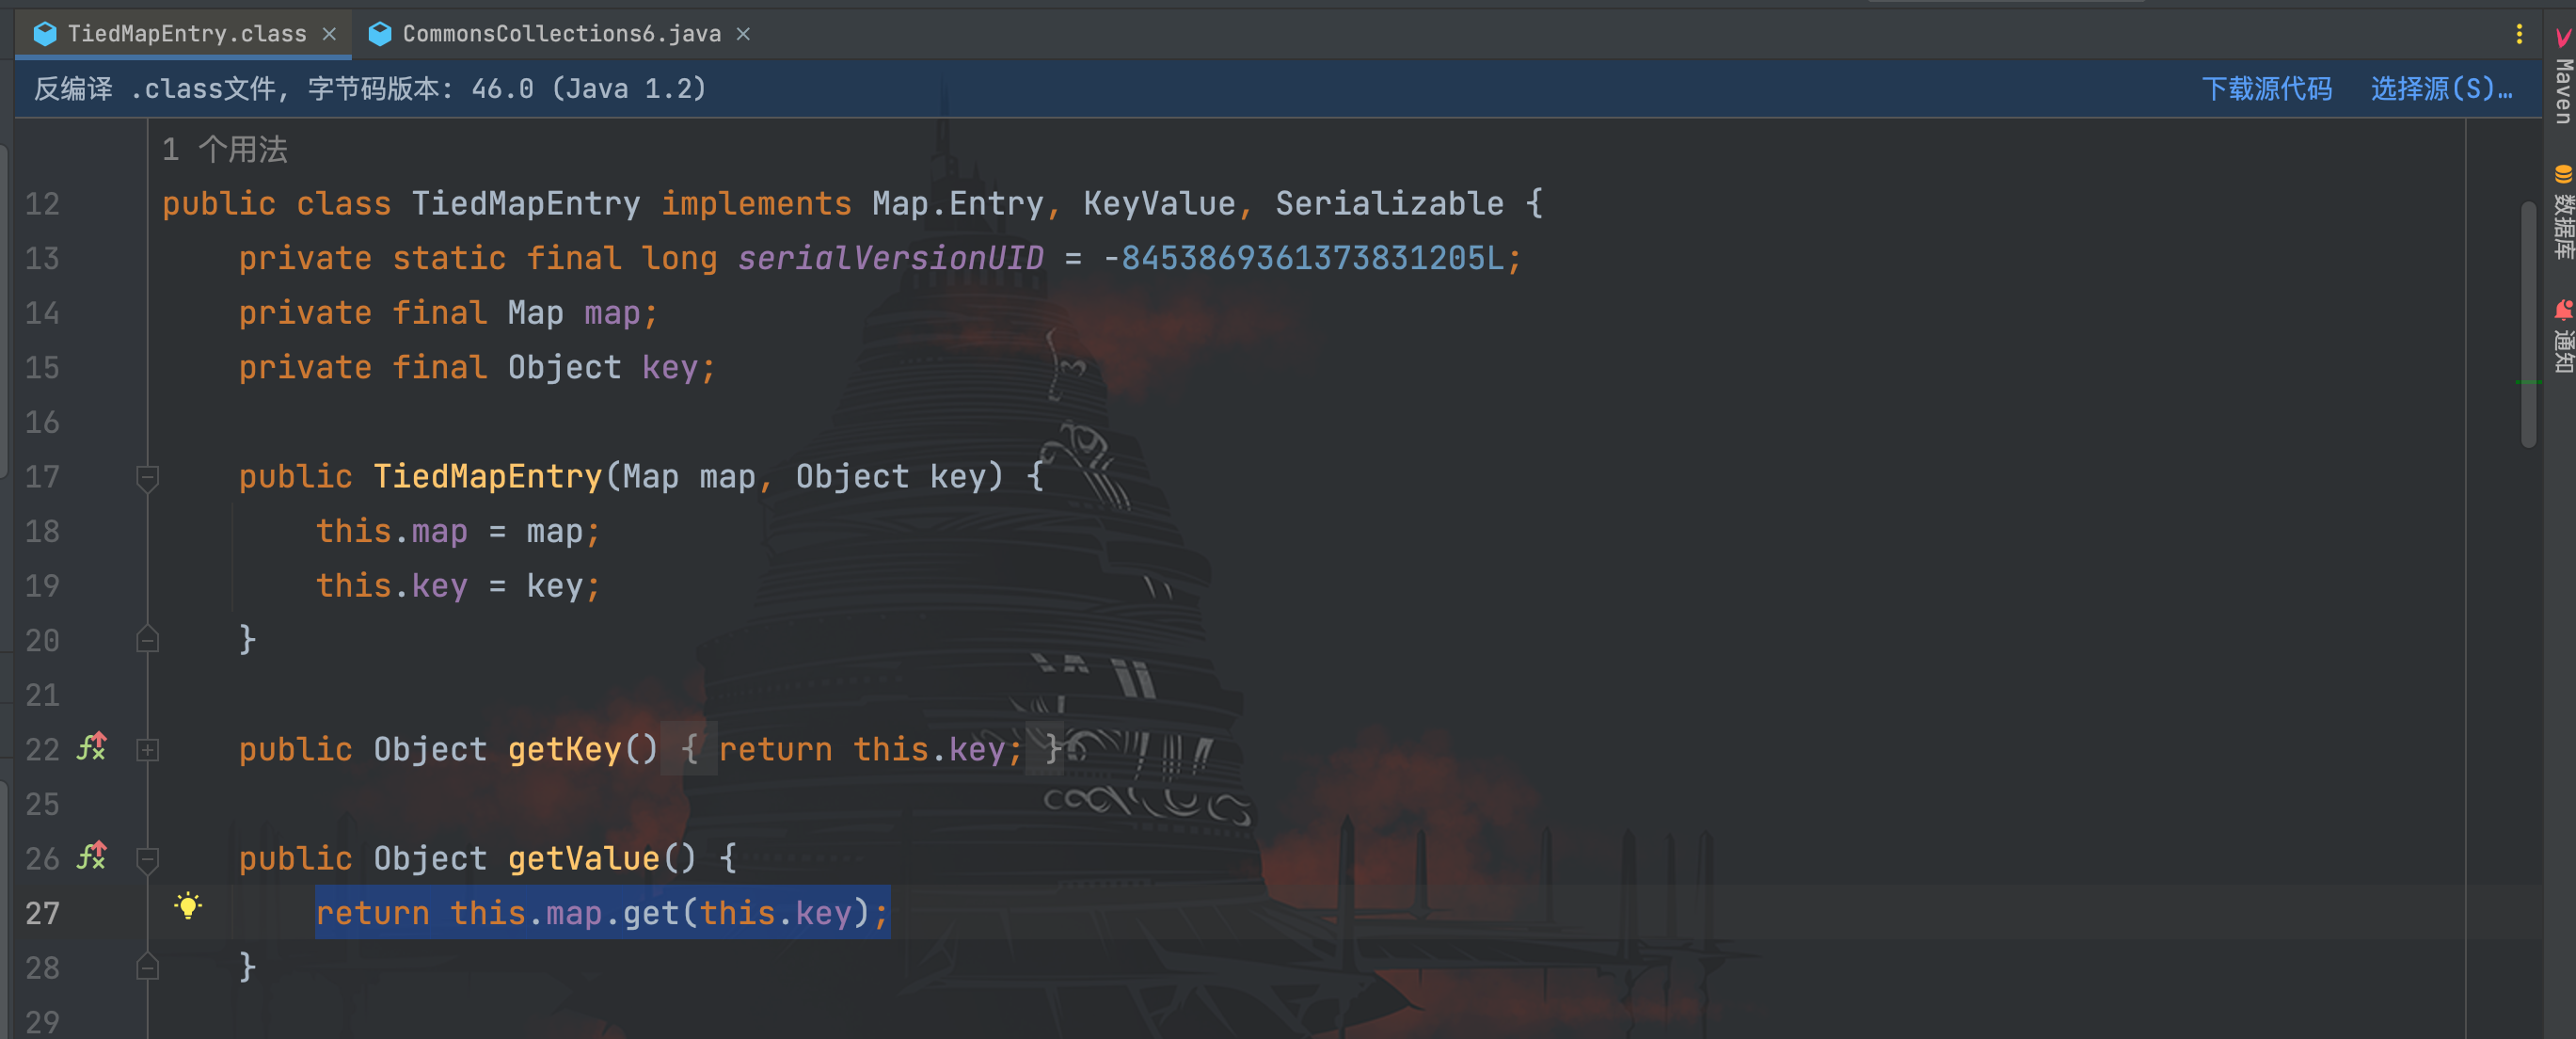 TiedMapEntry.class
CommonsCollections6.java
反编译 .class文件, 字节码版本: 46.0 (Java 1.2)
下载源代码
选择源(S)…
1 个用法
12 public class TiedMapEntry implements Map.Entry, KeyValue, Serializable {
13 private static final long serialVersionUID = -8453869361373831205L;
14 private final Map map;
15 private final Object key;
16
17 public TiedMapEntry(Map map, Object key) {
18 this.map = map;
19 this.key = key;
20 }
21
22 public Object getKey() { return this.key; }
25
26 public Object getValue() {
27 return this.map.get(this.key);
28 }
29
Maven
数据库
通知